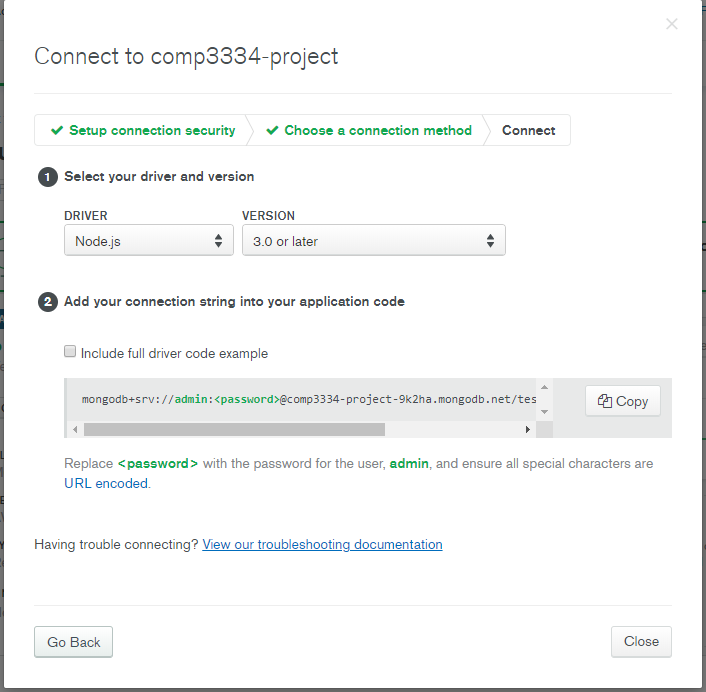 Connect to comp3334-project
Setup connection security
Choose a connection method
Connect
1 Select your driver and version
DRIVER
VERSION
Node.js
3.0 or later
2 Add your connection string into your application code
Include full driver code example
mongodb+srv://admin:<password>@comp3334-project-9k2ha.mongodb.net/tes
Copy
Replace <password> with the password for the user, admin, and ensure all special characters are
URL encoded.
Having trouble connecting? View our troubleshooting documentation
Go Back
Close